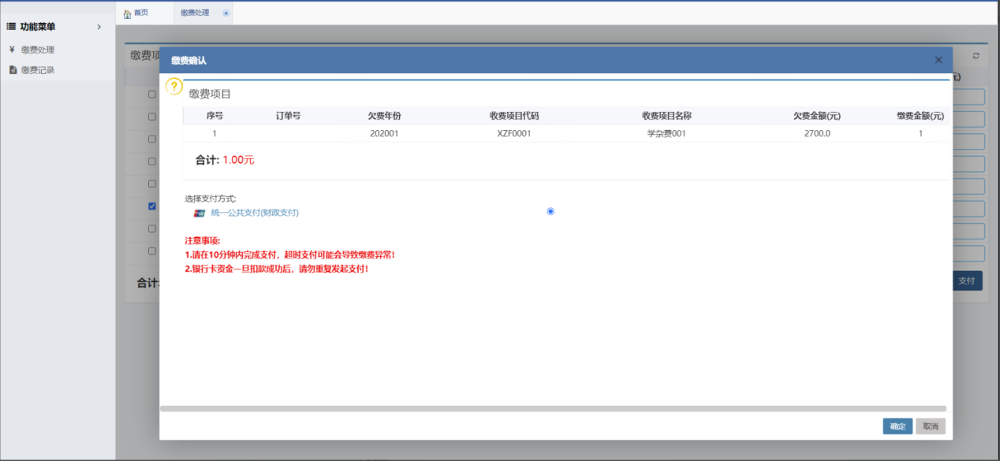 首页
缴费处理
功能菜单
¥ 缴费处理
缴费记录
缴费项
元)
缴费确认
?
缴费项目
序号 订单号 欠费年份 收费项目代码 收费项目名称 欠费金额(元) 缴费金额(元)
1 202001 XZF0001 学杂费001 2700.0 1
合计: 1.00元
选择支付方式:
统一公共支付(财政支付)
注意事项:
1.请在10分钟内完成支付，超时支付可能会导致缴费异常!
2.银行卡资金一旦扣款成功后，请勿重复发起支付!
合计:
支付
确定 取消